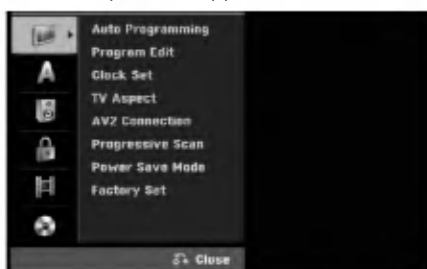 Auto Programming
Program Edit
A
Clock Set
TV Aspect
AV2 Connection
Progressive Scan
Power Save Mode
Factory Set
Close